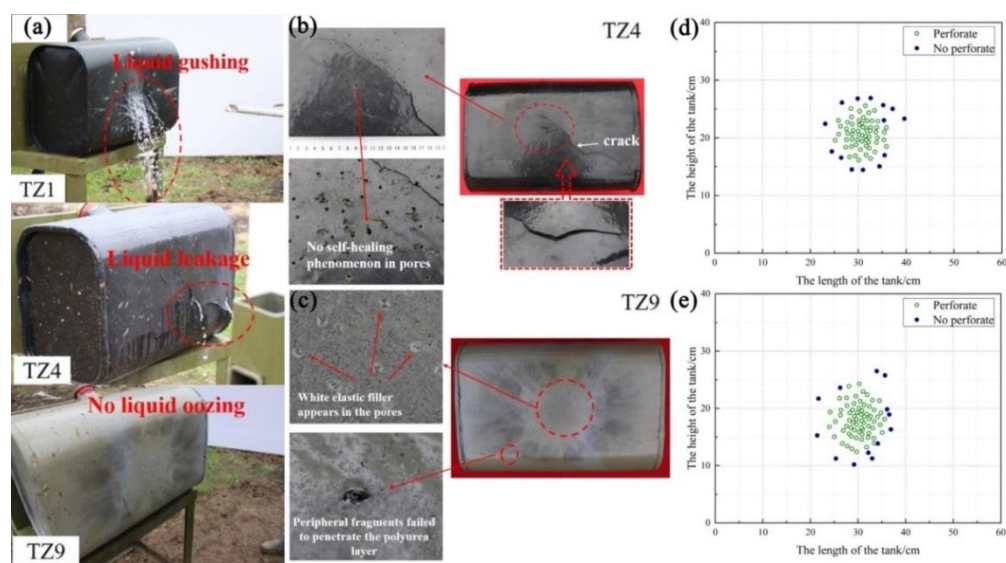 (a)
Liquid gushing
TZ1
Liquid leakage
TZ4
No liquid oozing
TZ9
(b)
TZ4
crack
No self-healing
phenomenon in pores
(c)
TZ9
White elastic filler
appears in the pores
Peripheral fragments failed
to penetrate the polyurea
layer
(d)
Perforate
No perforate
The height of the tank/cm
40
30
20
10
0
0 10 20 30 40 50 60
The length of the tank/cm
(e)
Perforate
No perforate
The height of the tank/cm
40
30
20
10
0
0 10 20 30 40 50 60
The length of the tank/cm